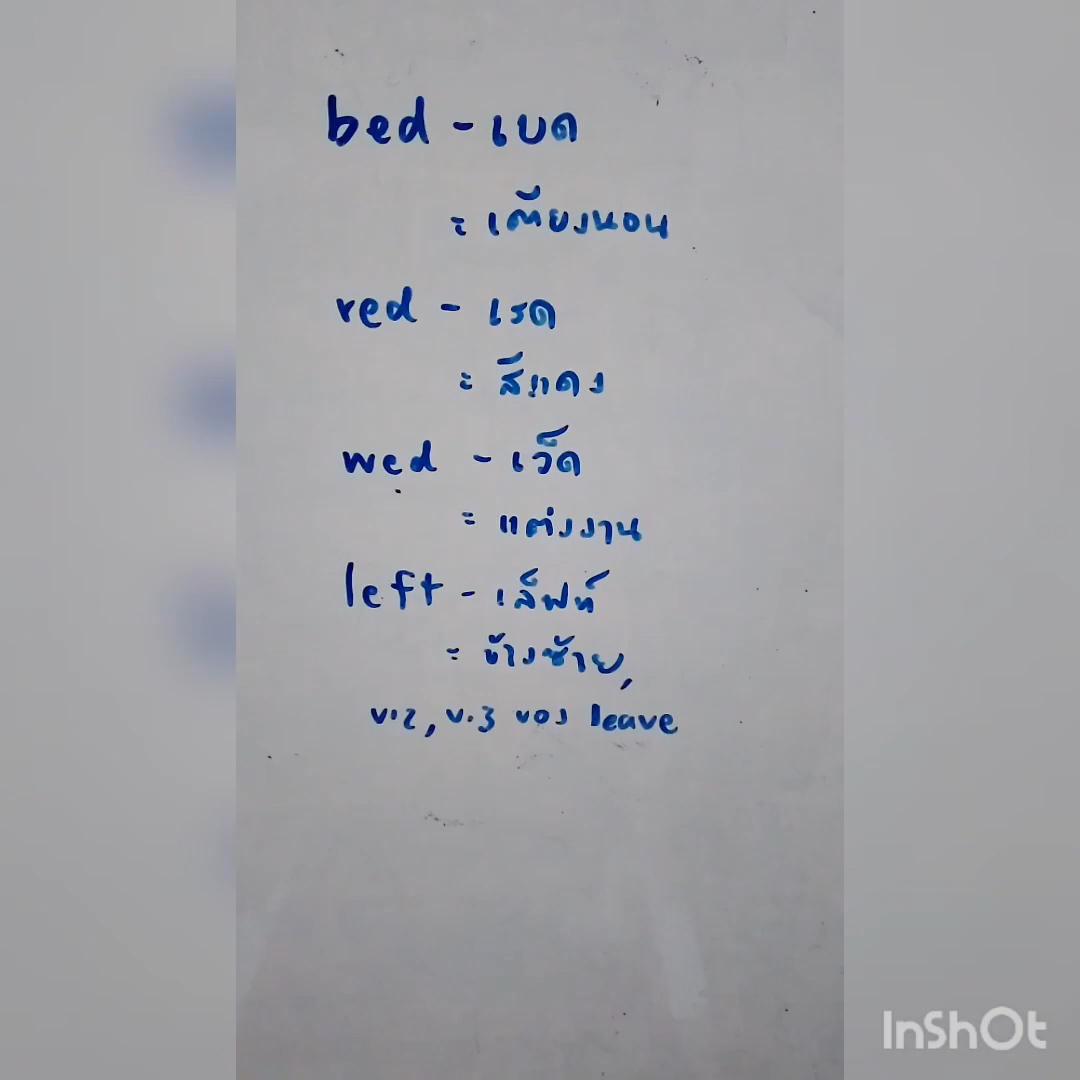 bed - เบด
= เตียงนอน
red - เรด
= สีแดง
wed - เว็ด
= แต่งงาน
left - เล็ฟท์
= ข้างซ้าย,
v.2, v.3 ของ leave
InShOt